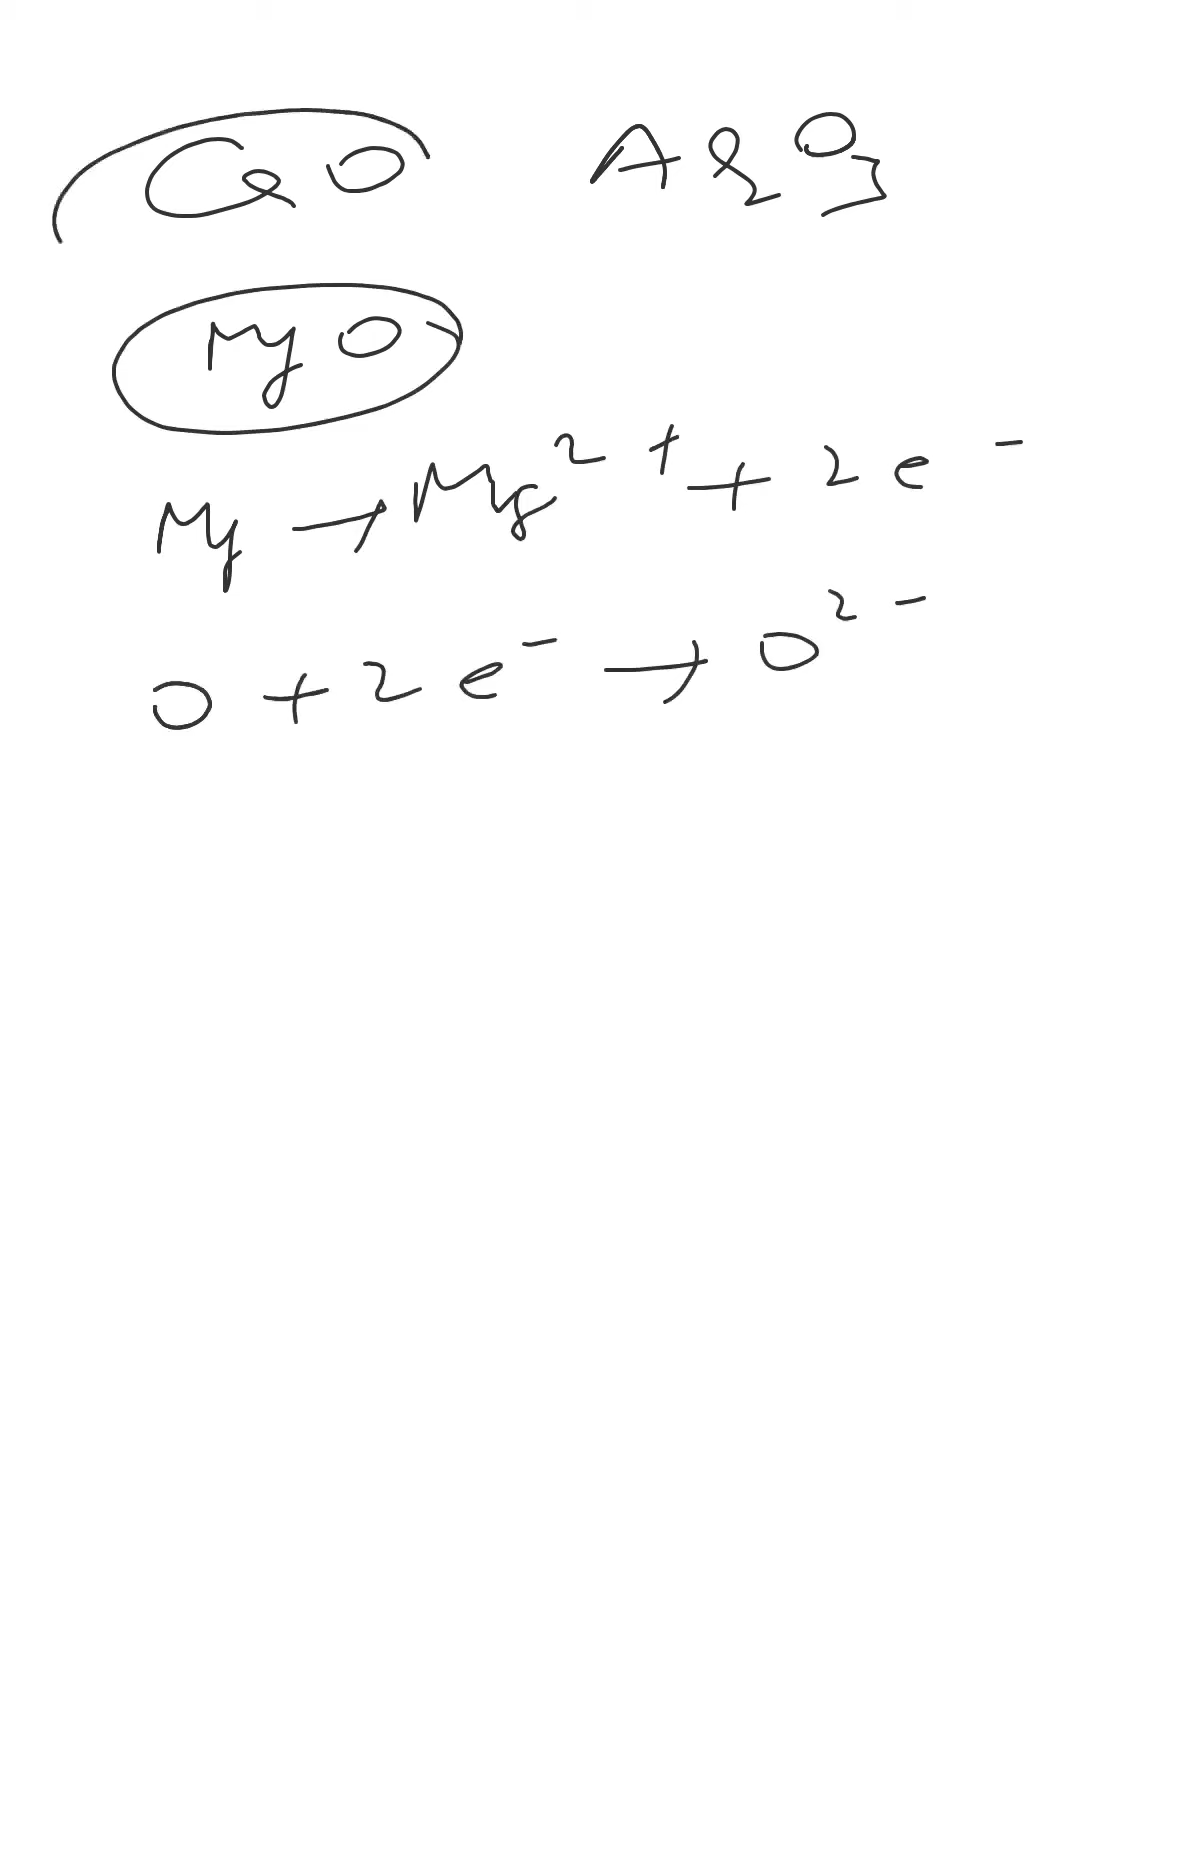 CaO Al2O3
MgO
Mg → Mg²⁺ + 2e⁻
O + 2e⁻ → O²⁻